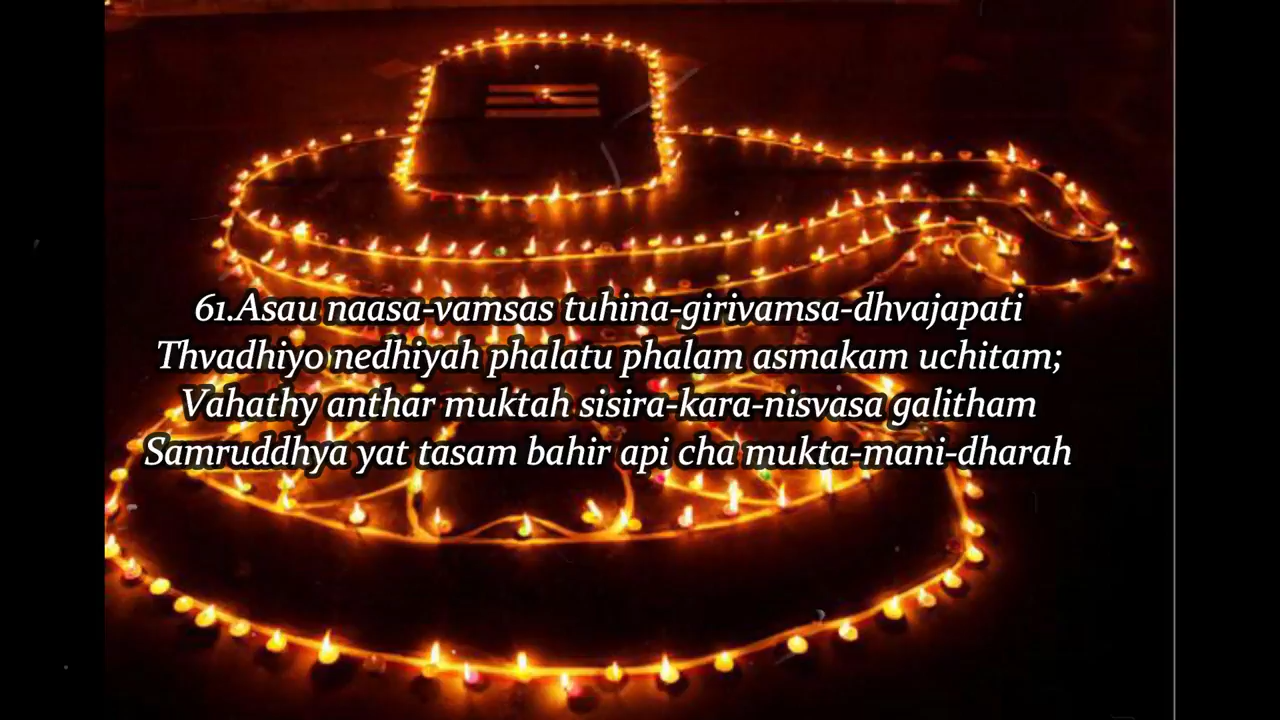 61.Asau naasa-vamsas tuhina-girivamsa-dhvajapati
Thvadhiyo nedhiyah phalatu phalam asmakam uchitam;
Vahathy anthar muktah sisira-kara-nisvasa galitham
Samruddhya yat tasam bahir api cha mukta-mani-dharah